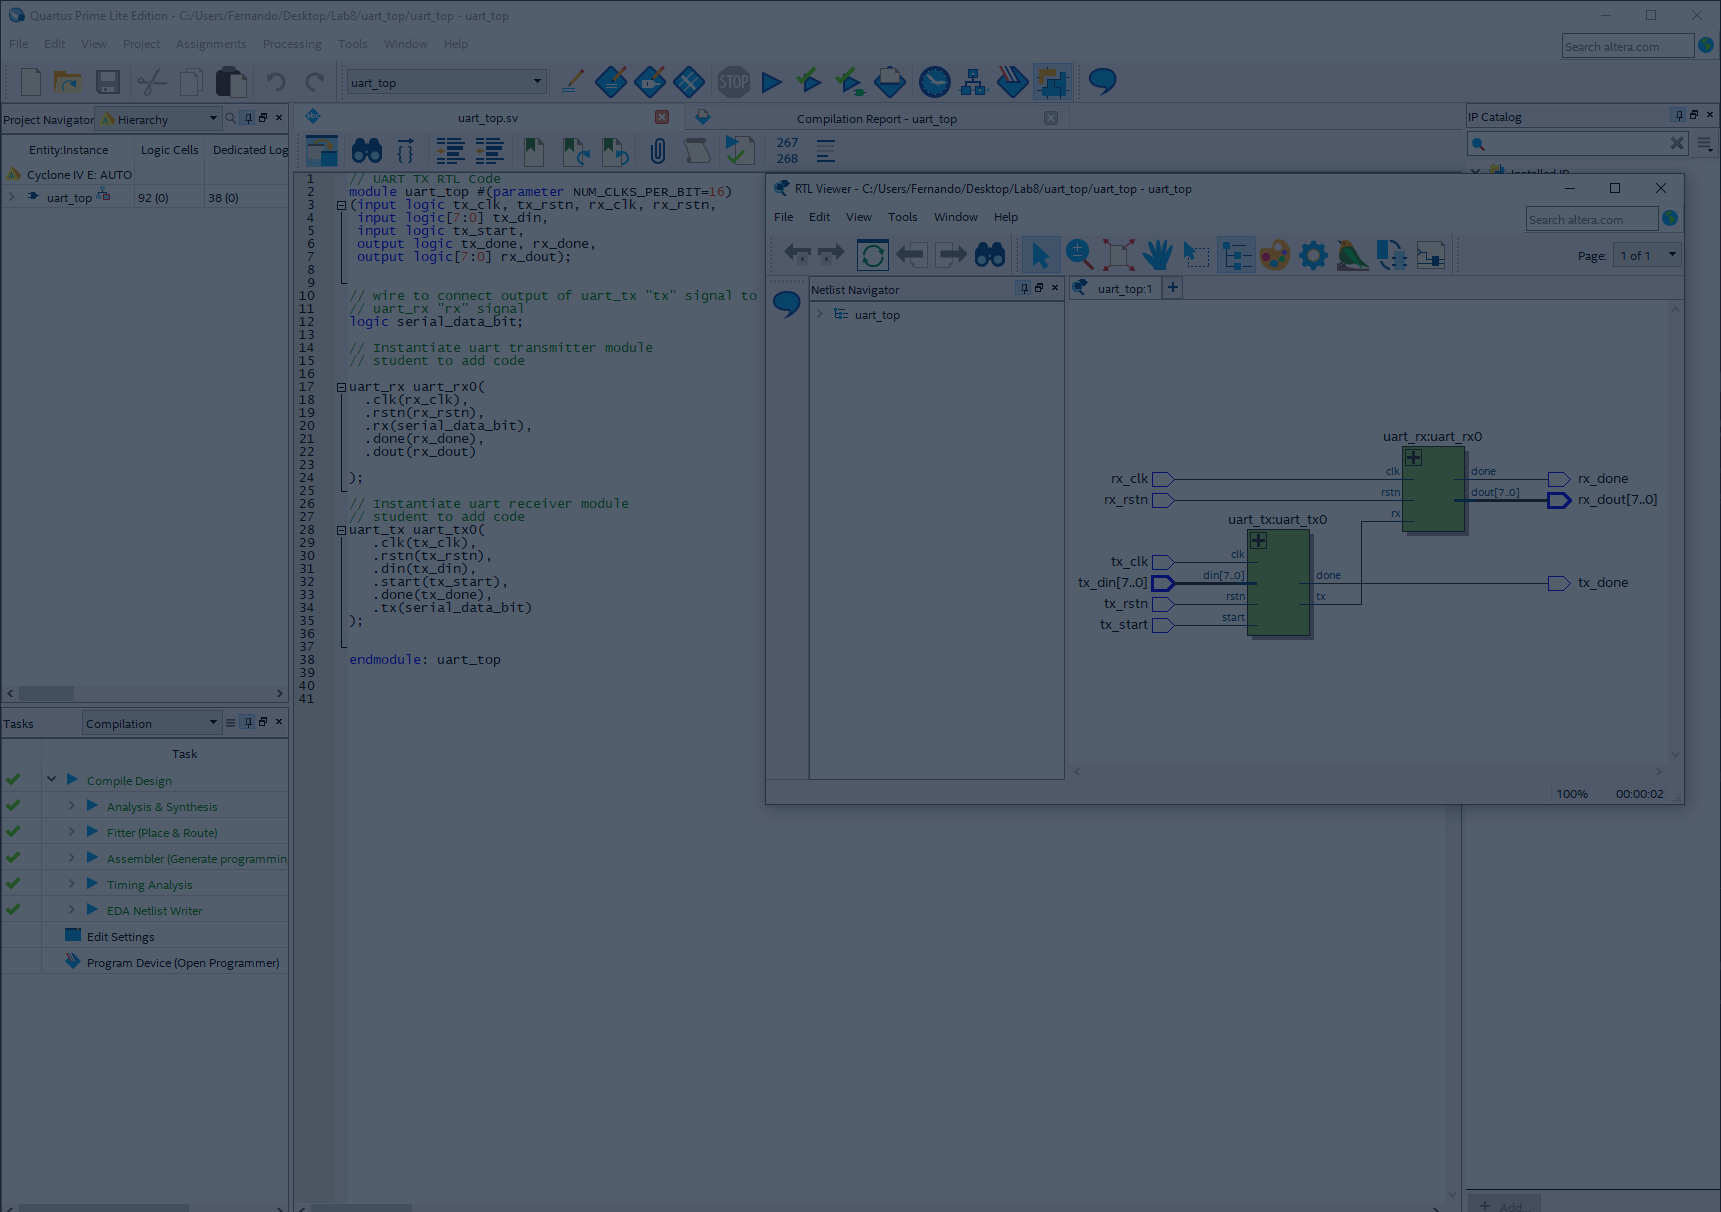 Quartus Prime Lite Edition - C:/Users/Fernando/Desktop/Lab8/uart_top/uart_top - uart_top
File Edit View Project Assignments Processing Tools Window Help
Search altera.com
uart_top
STOP
Project Navigator Hierarchy
Entity:Instance Logic Cells Dedicated Log
Cyclone IV E: AUTO
uart_top 92 (0) 38 (0)
uart_top.sv
Compilation Report - uart_top
267
268
1 // UART TX RTL Code
2 module uart_top #(parameter NUM_CLKS_PER_BIT=16)
3 (input logic tx_clk, tx_rstn, rx_clk, rx_rstn,
4 input logic[7:0] tx_din,
5 input logic tx_start,
6 output logic tx_done, rx_done,
7 output logic[7:0] rx_dout);
8
9
10 // wire to connect output of uart_tx "tx" signal to
11 // uart_rx "rx" signal
12 logic serial_data_bit;
13
14 // Instantiate uart transmitter module
15 // student to add code
16
17 uart_rx uart_rx0(
18 .clk(rx_clk),
19 .rstn(rx_rstn),
20 .rx(serial_data_bit),
21 .done(rx_done),
22 .dout(rx_dout)
23
24 );
25
26 // Instantiate uart receiver module
27 // student to add code
28 uart_tx uart_tx0(
29 .clk(tx_clk),
30 .rstn(tx_rstn),
31 .din(tx_din),
32 .start(tx_start),
33 .done(tx_done),
34 .tx(serial_data_bit)
35 );
36
37
38 endmodule: uart_top
39
40
41
IP Catalog
Installed IP
Add...
RTL Viewer - C:/Users/Fernando/Desktop/Lab8/uart_top/uart_top - uart_top
File Edit View Tools Window Help
Search altera.com
Page: 1 of 1
Netlist Navigator
uart_top
uart_top:1
uart_rx:uart_rx0
rx_clk clk done rx_done
rx_rstn rstn dout[7..0] rx_dout[7..0]
rx
uart_tx:uart_tx0
tx_clk clk
tx_din[7..0] din[7..0] done tx_done
tx_rstn rstn tx
tx_start start
100% 00:00:02
Tasks Compilation
Task
Compile Design
Analysis & Synthesis
Fitter (Place & Route)
Assembler (Generate programmin
Timing Analysis
EDA Netlist Writer
Edit Settings
Program Device (Open Programmer)